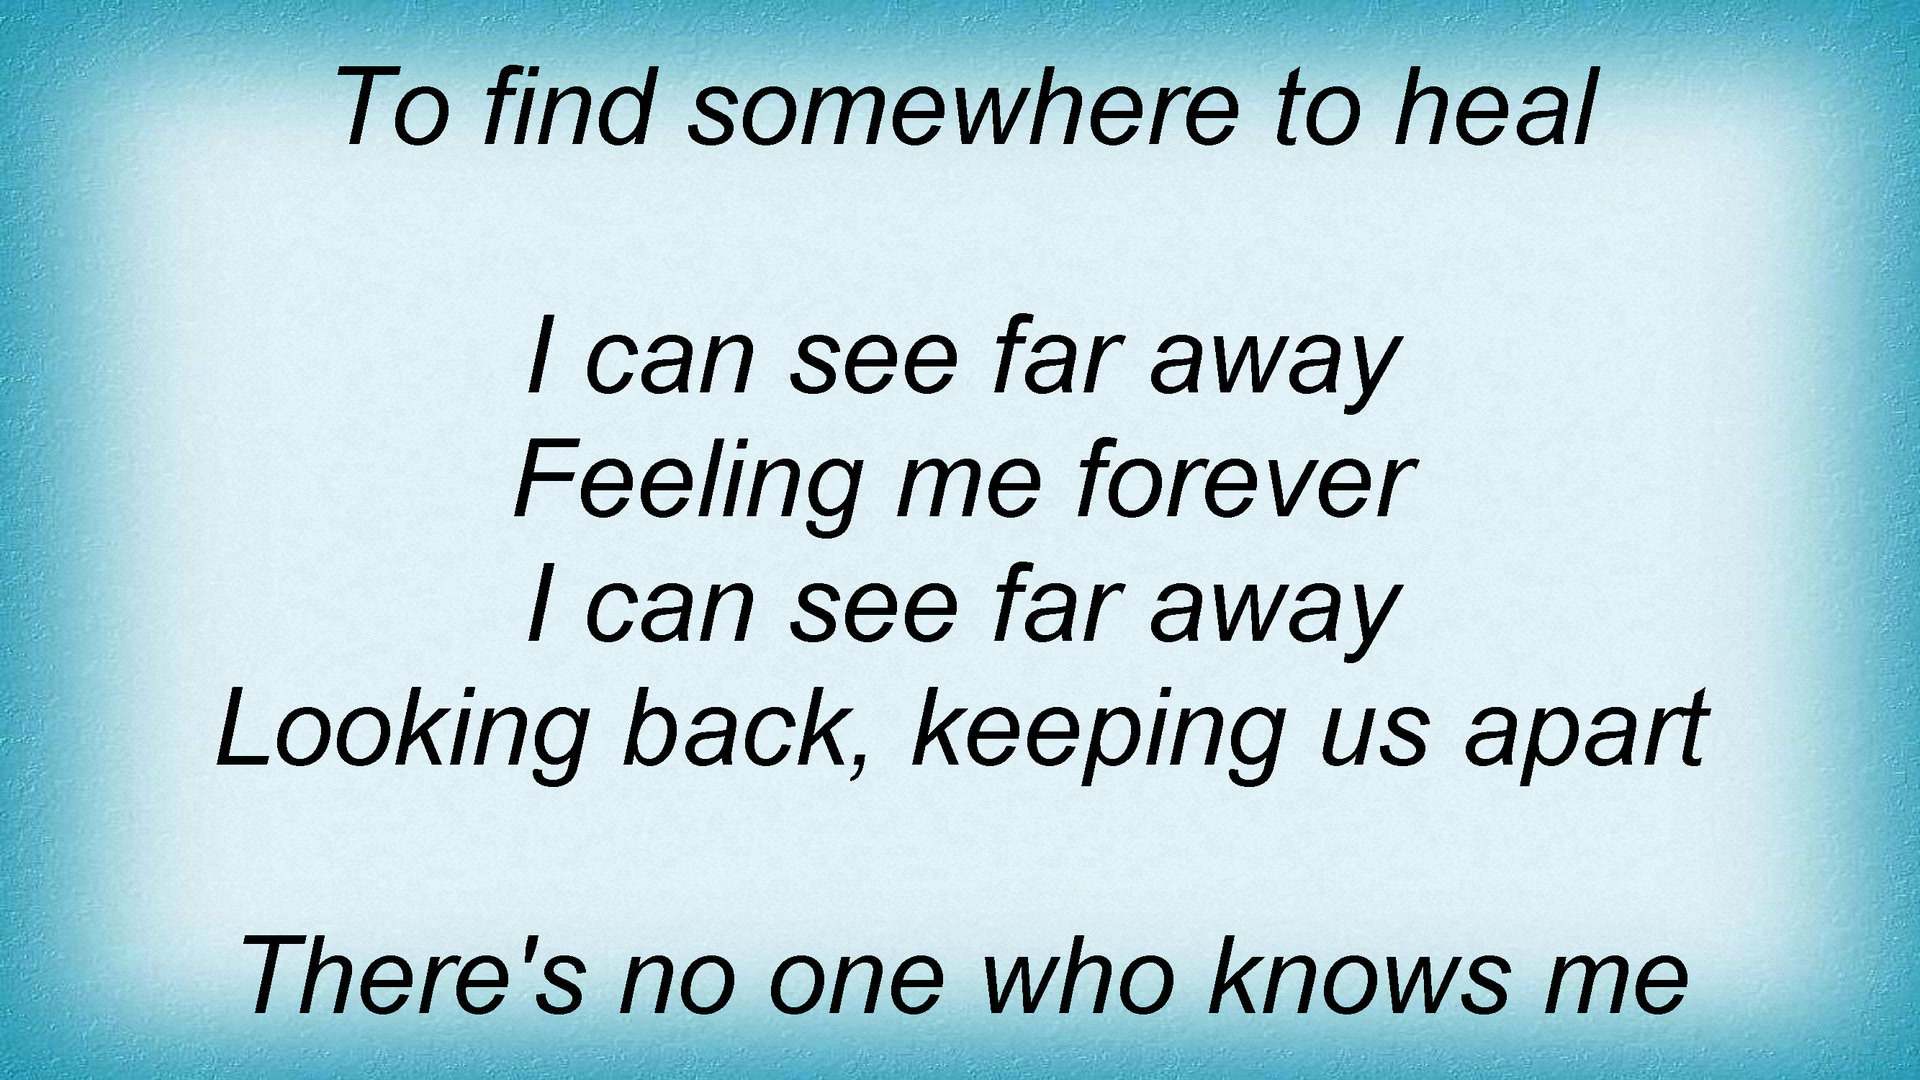 To find somewhere to heal
I can see far away
Feeling me forever
I can see far away
Looking back, keeping us apart
There's no one who knows me